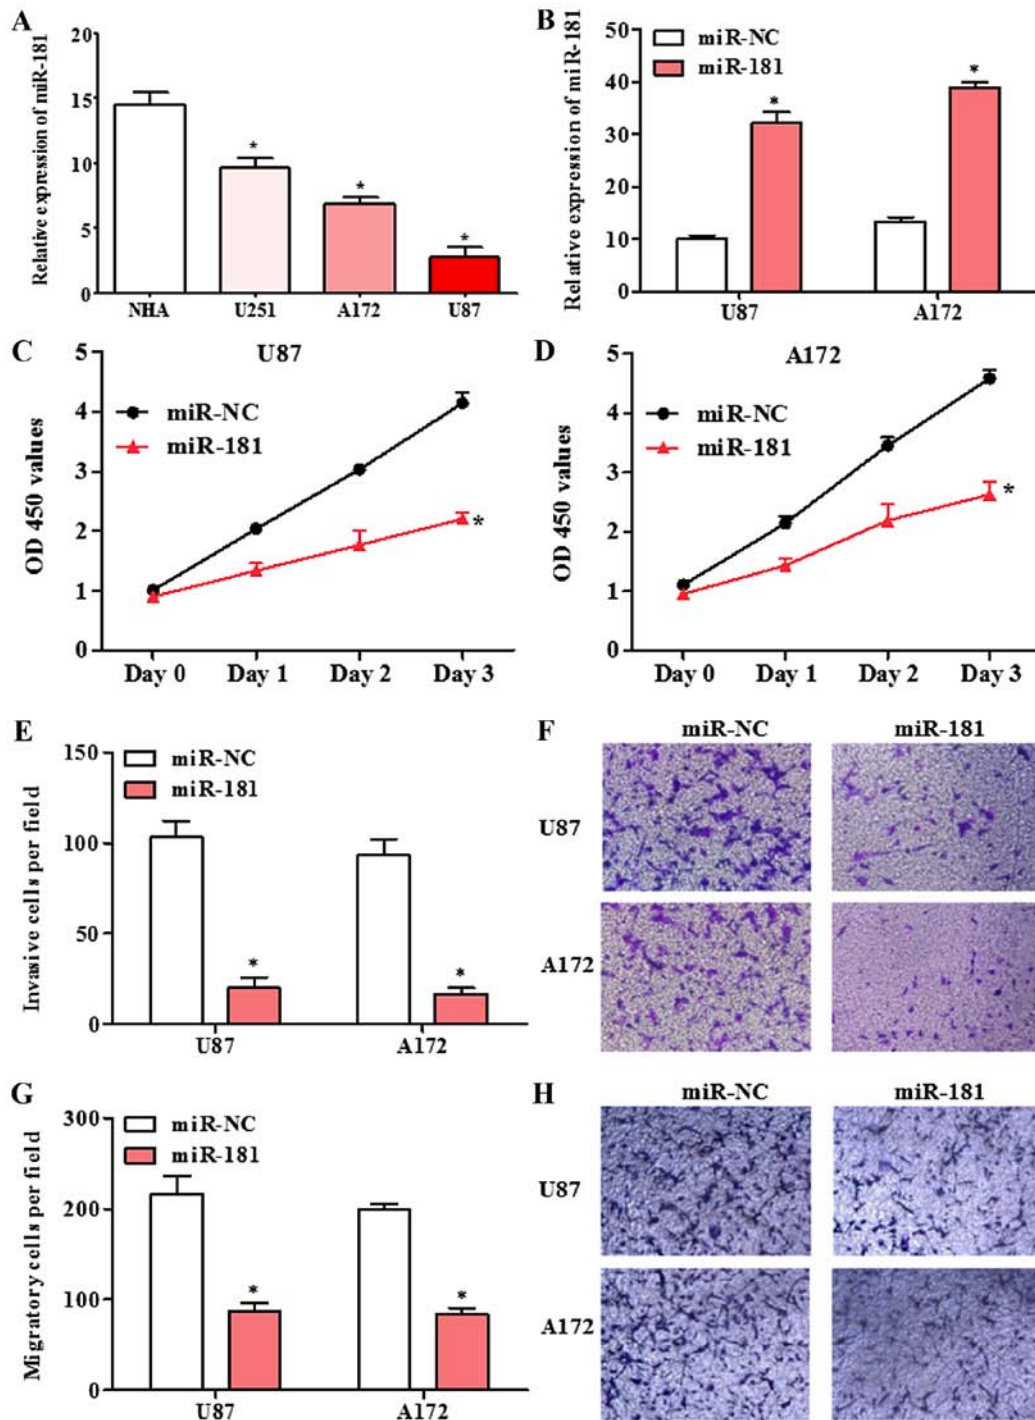 A
Relative expression of miR-181
20
15
10
5
0
*
*
*
NHA U251 A172 U87
B
Relative expression of miR-181
50
40
30
20
10
0
miR-NC
miR-181
*
*
U87 A172
C
U87
OD 450 values
5
4
3
2
1
0
miR-NC
miR-181
*
Day 0 Day 1 Day 2 Day 3
D
A172
OD 450 values
5
4
3
2
1
0
miR-NC
miR-181
*
Day 0 Day 1 Day 2 Day 3
E
Invasive cells per field
150
100
50
0
miR-NC
miR-181
*
*
U87 A172
F
miR-NC miR-181
U87
A172
G
Migratory cells per field
300
200
100
0
miR-NC
miR-181
*
*
U87 A172
H
miR-NC miR-181
U87
A172